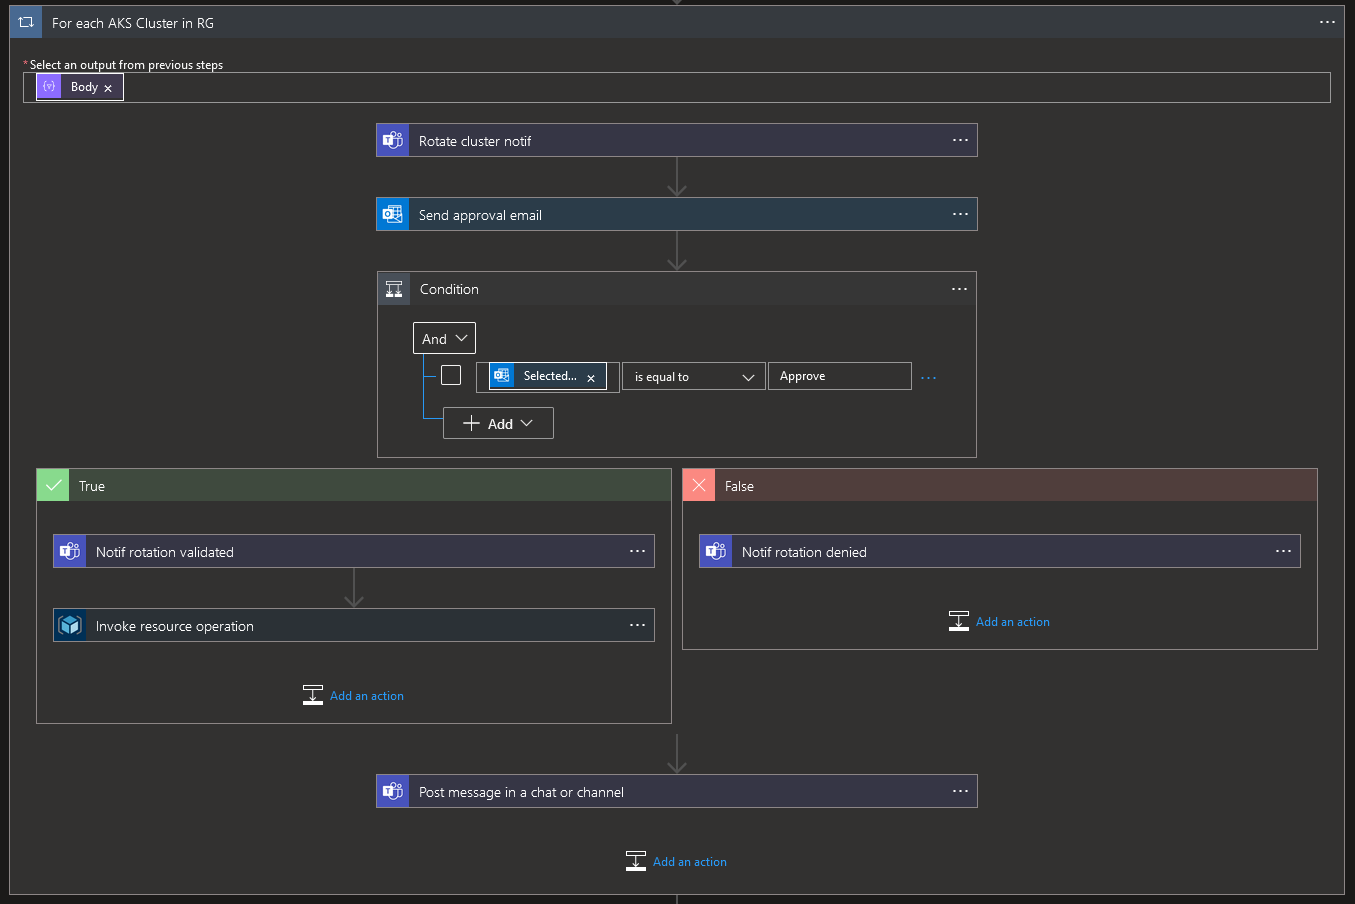 For each AKS Cluster in RG
* Select an output from previous steps
Body ×
Rotate cluster notif
Send approval email
Condition
And
Selected... × is equal to Approve
+ Add
True
False
Notif rotation validated
Notif rotation denied
Invoke resource operation
Add an action
Add an action
Post message in a chat or channel
Add an action